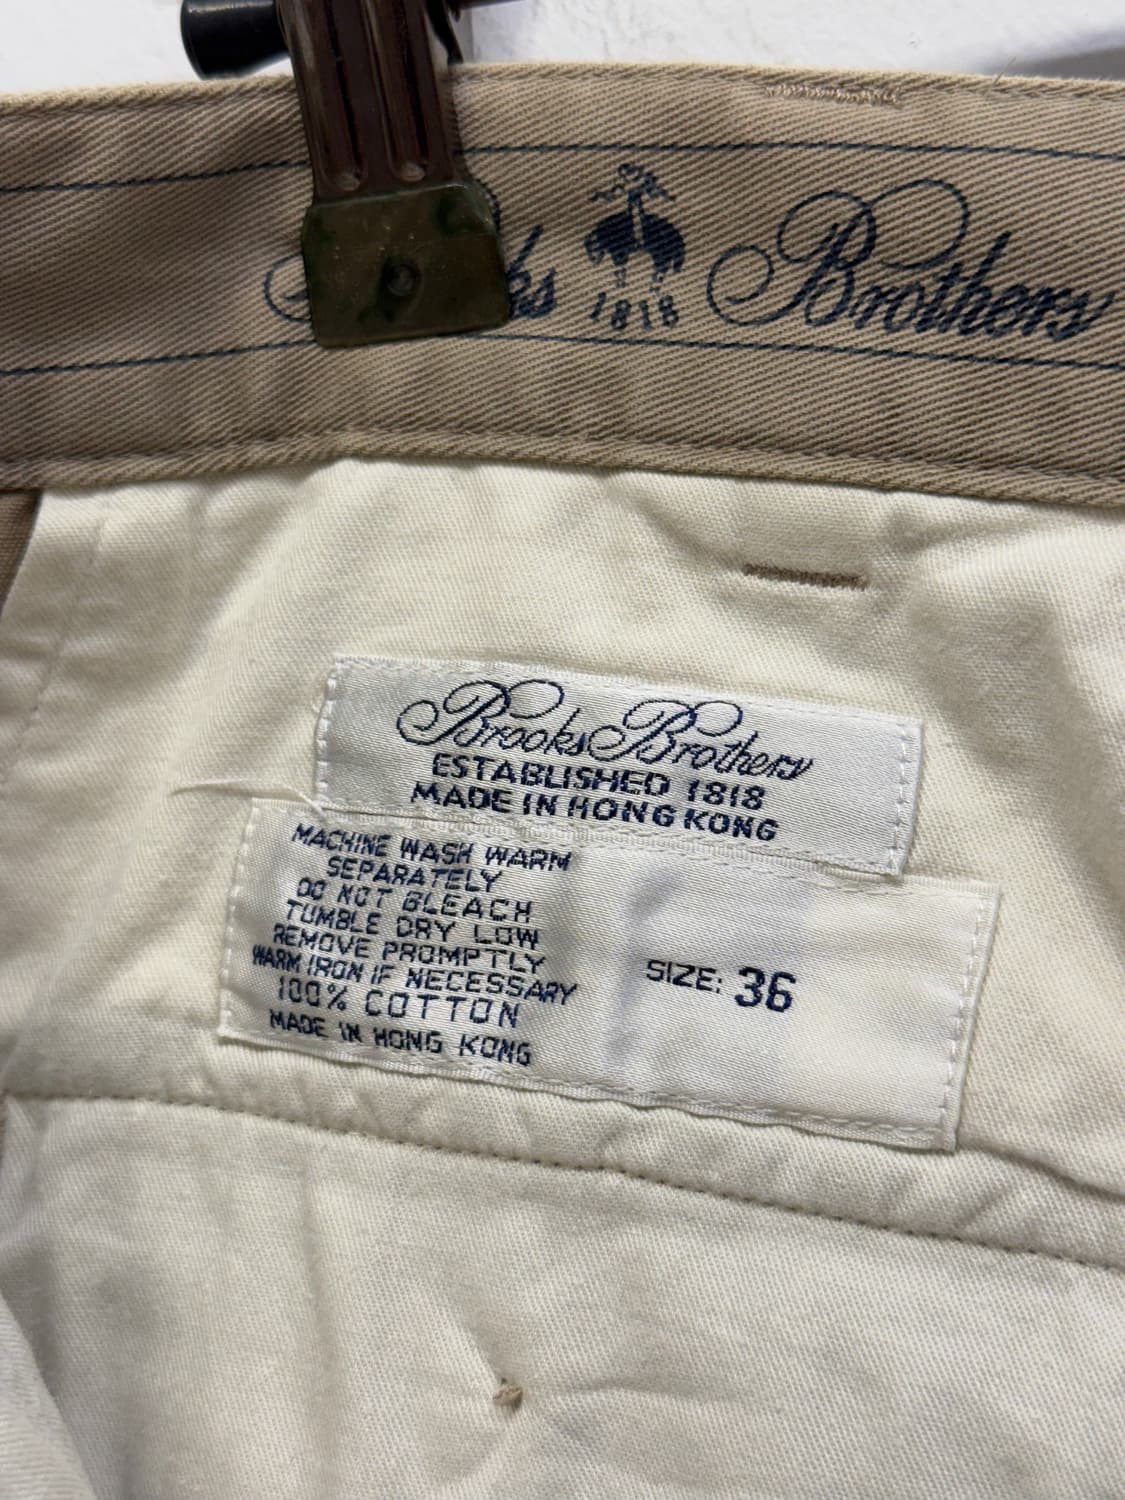 Brothers
1818
Brooks Brothers
ESTABLISHED 1818
MADE IN HONG KONG
MACHINE WASH WARM
SEPARATELY
DO NOT BLEACH
TUMBLE DRY LOW
REMOVE PROMPTLY
WARM IRON IF NECESSARY
100% COTTON
MADE IN HONG KONG
SIZE: 36